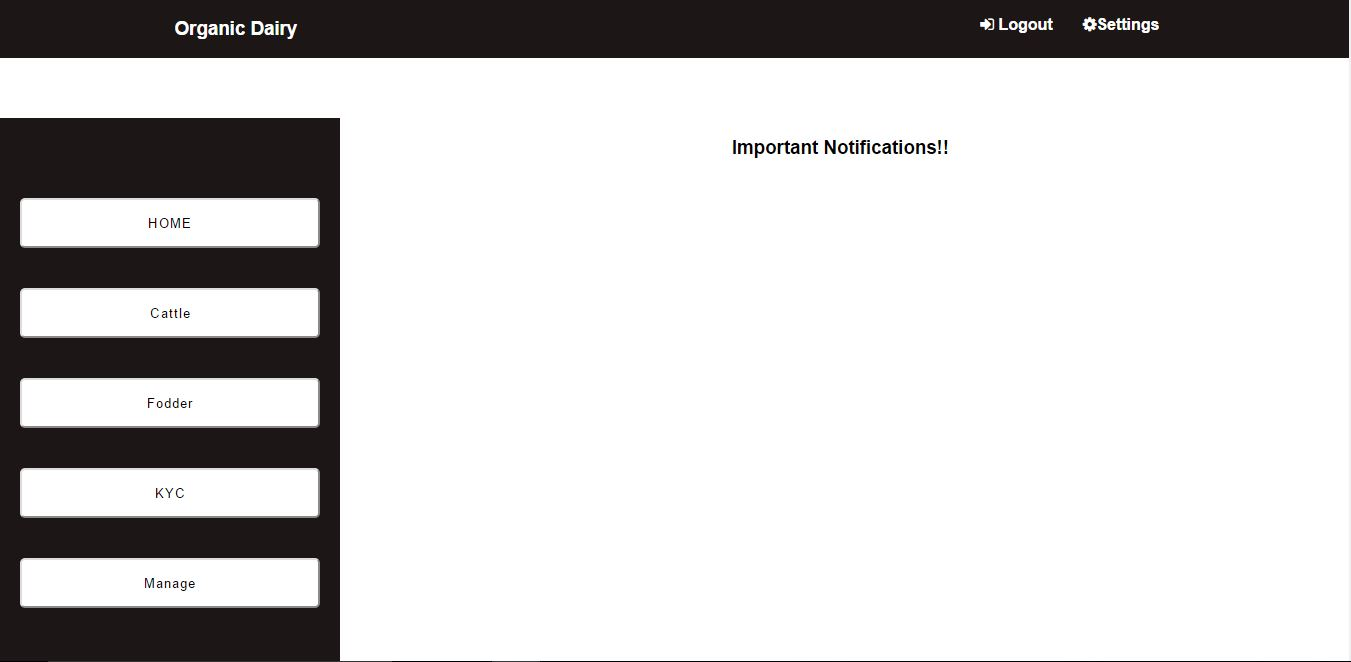 Organic Dairy
Logout
Settings
Important Notifications!!
HOME
Cattle
Fodder
KYC
Manage